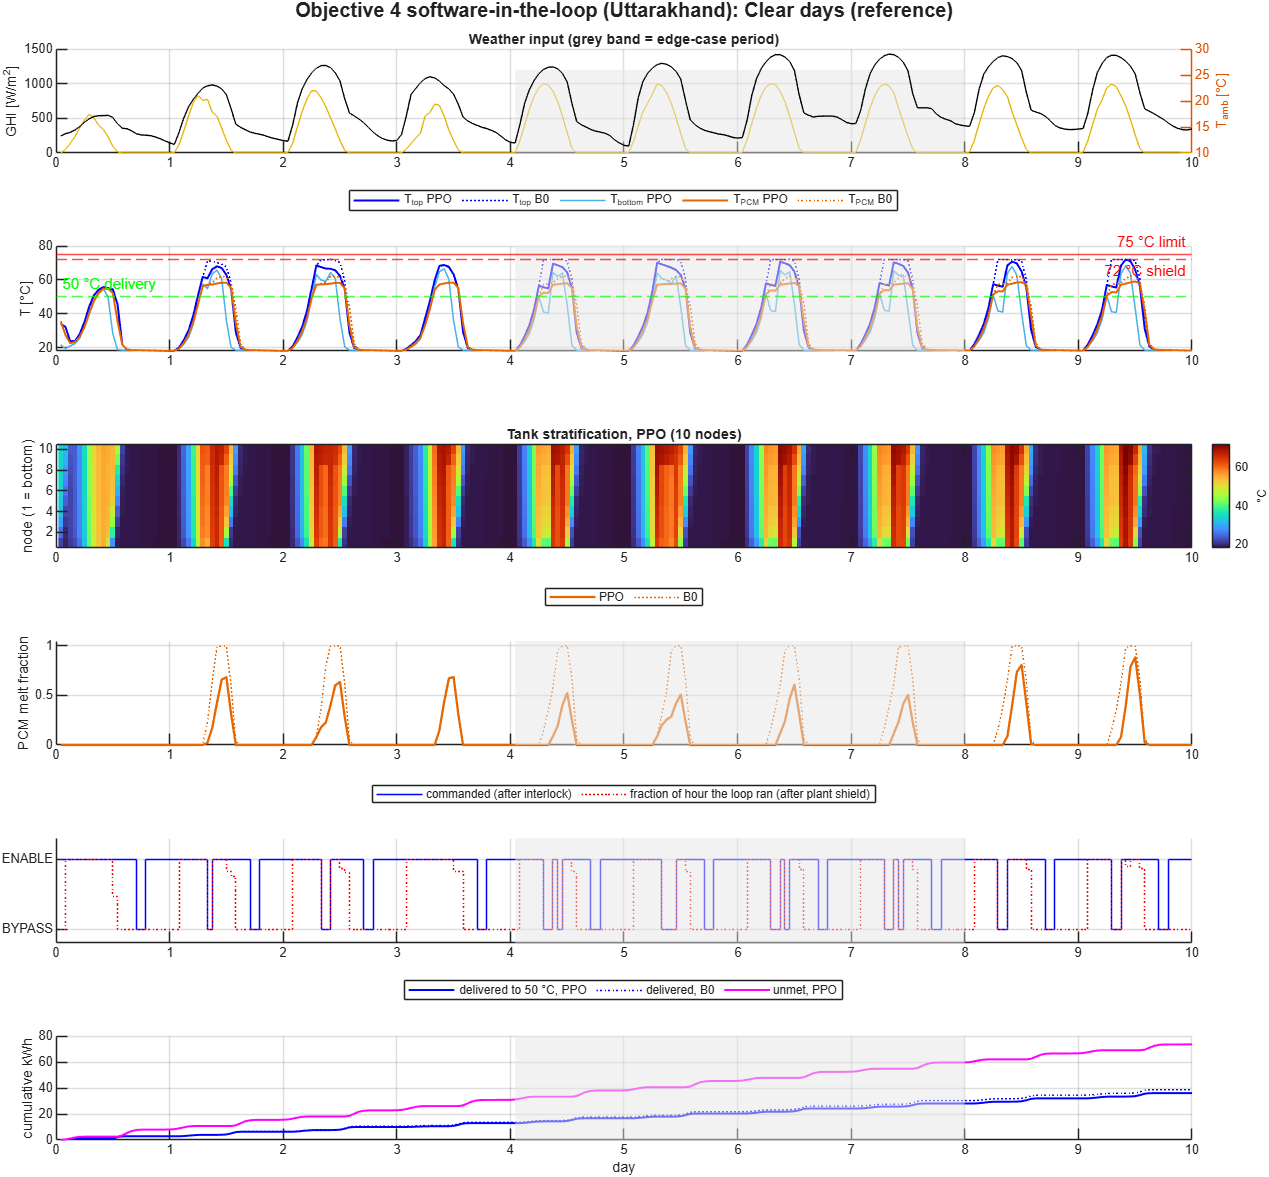 Objective 4 software-in-the-loop (Uttarakhand): Clear days (reference)
Weather input (grey band = edge-case period)
GHI [W/m²]
1500
1000
500
0
30
25
20
15
10
T_amb [°C]
0 1 2 3 4 5 6 7 8 9 10
T_top PPO T_top B0 T_bottom PPO T_PCM PPO T_PCM B0
T [°C]
80
60
40
20
75 °C limit
72 °C shield
50 °C delivery
0 1 2 3 4 5 6 7 8 9 10
Tank stratification, PPO (10 nodes)
node (1 = bottom)
10
8
6
4
2
60
40
20
°C
0 1 2 3 4 5 6 7 8 9 10
PPO B0
PCM melt fraction
1
0.5
0
0 1 2 3 4 5 6 7 8 9 10
commanded (after interlock) fraction of hour the loop ran (after plant shield)
ENABLE
BYPASS
0 1 2 3 4 5 6 7 8 9 10
delivered to 50 °C, PPO delivered, B0 unmet, PPO
cumulative kWh
80
60
40
20
0
0 1 2 3 4 5 6 7 8 9 10
day